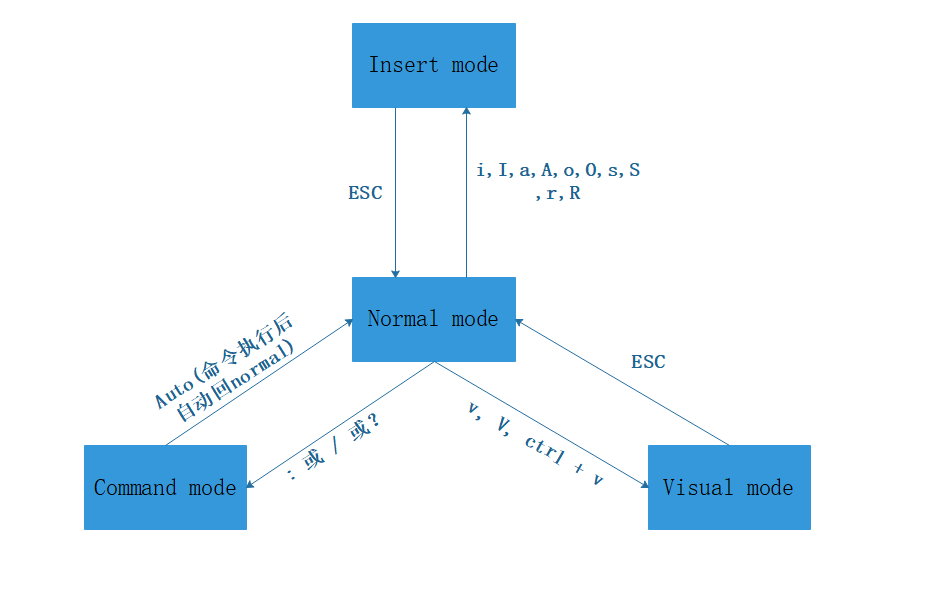 Insert mode
i,I,a,A,o,O,s,S
,r,R
ESC
Normal mode
Auto(命令执行后
自动回normal)
ESC
: 或 / 或?
v, V, ctrl + v
Command mode
Visual mode